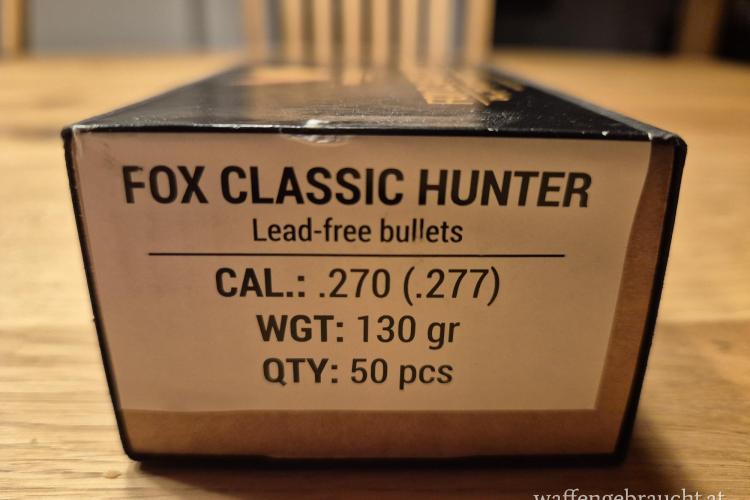 FOX CLASSIC HUNTER
Lead-free bullets
CAL.: .270 (.277)
WGT: 130 gr
QTY: 50 pcs
waffengebraucht.at